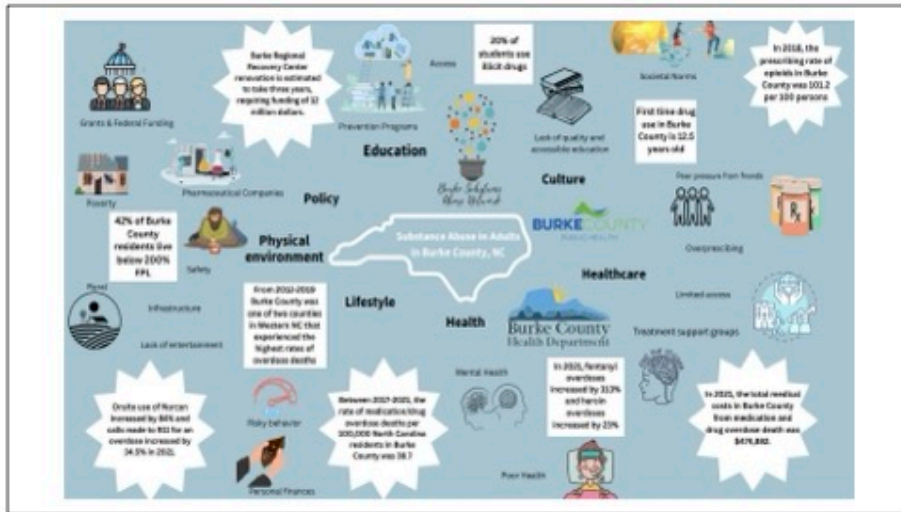 Burke Regional
Recovery Center
renovation is estimated
to take three years,
requiring funding of 12
million dollars.
Access
20% of
students use
illicit drugs
Societal Norms
In 2018, the
prescribing rate of
opioids in Burke
County was 101.2
per 100 persons
Grants & Federal Funding
Prevention Programs
Education
Lack of quality and
accessible education
First time drug
use in Burke
County is 12.5
years old
Poverty
Pharmaceutical Companies
Policy
Burke Substance
Abuse Network
Culture
Peer pressure from friends
42% of Burke
County
residents live
below 200%
FPL
Safety
Physical
environment
Substance Abuse in Adults
in Burke County, NC
BURKECOUNTY
PUBLIC HEALTH
Overprescribing
Rx
Healthcare
Rural
Infrastructure
Lack of entertainment
From 2012-2019
Burke County was
one of two counties
in Western NC that
experienced the
highest rates of
overdose deaths
Lifestyle
Health
Burke County
Health Department
Limited access
Treatment support groups
Onsite use of Narcan
increased by
and
calls made to 911 for an
overdose increased by
34.5% in 2021.
Risky behavior
Personal Finances
Between 2017-2021, the
rate of medication/drug
overdose deaths per
100,000 North Carolina
residents in Burke
County was 38.7
Mental Health
Poor Health
In 2021, fentanyl
overdoses
increased by
and heroin
overdoses
increased by 23%
In 2021, the total medical
costs in Burke County
from medication and
drug overdose death was